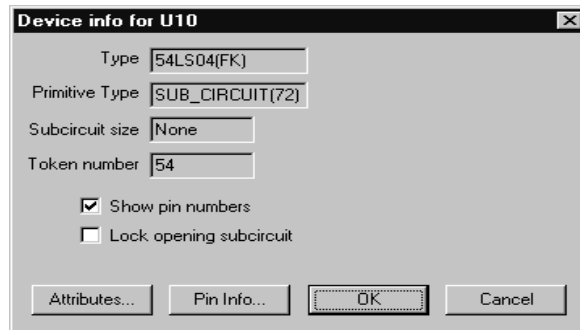 Device info for U10
Type 54LS04(FK)
Primitive Type SUB_CIRCUIT(72)
Subcircuit size None
Token number 54
Show pin numbers
Lock opening subcircuit
Attributes... Pin Info... OK Cancel